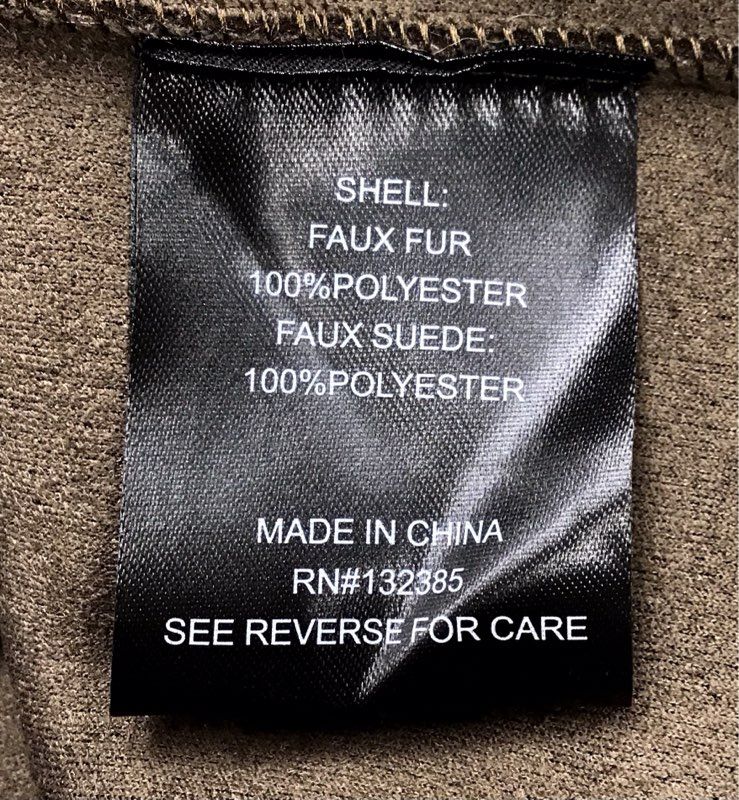 SHELL:
FAUX FUR
100%POLYESTER
FAUX SUEDE:
100%POLYESTER
MADE IN CHINA
RN#132385
SEE REVERSE FOR CARE